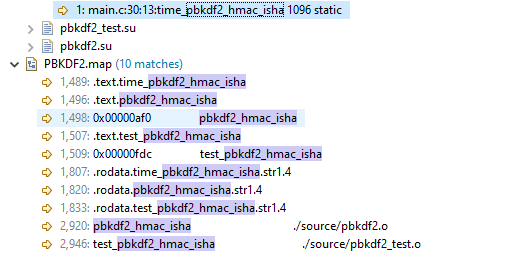 1: main.c:30:13:time_pbkdf2_hmac_isha 1096 static
pbkdf2_test.su
pbkdf2.su
PBKDF2.map (10 matches)
1,489: .text.time_pbkdf2_hmac_isha
1,496: .text.pbkdf2_hmac_isha
1,498: 0x00000af0 pbkdf2_hmac_isha
1,507: .text.test_pbkdf2_hmac_isha
1,509: 0x00000fdc test_pbkdf2_hmac_isha
1,807: .rodata.time_pbkdf2_hmac_isha.str1.4
1,820: .rodata.pbkdf2_hmac_isha.str1.4
1,833: .rodata.test_pbkdf2_hmac_isha.str1.4
2,920: pbkdf2_hmac_isha ./source/pbkdf2.o
2,946: test_pbkdf2_hmac_isha ./source/pbkdf2_test.o